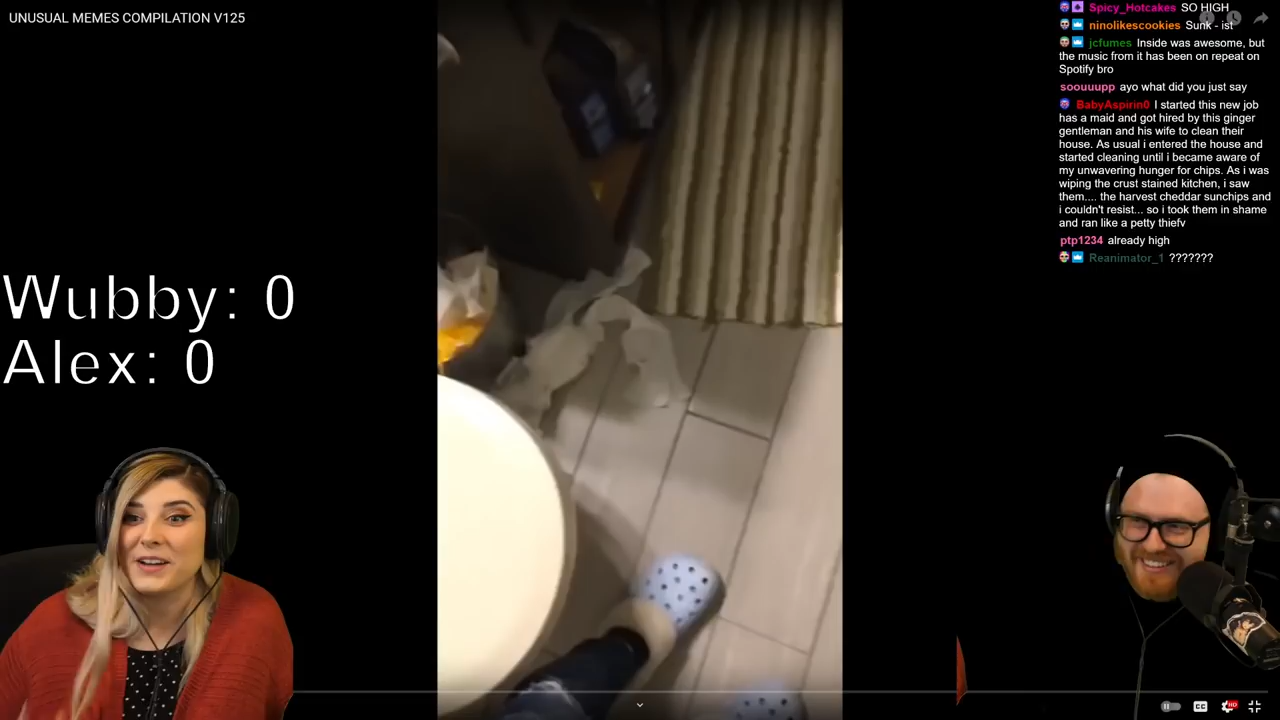 UNUSUAL MEMES COMPILATION V125
Spicy_Hotcakes SO HIGH
ninolikescookies Sunk - ist
jcfumes Inside was awesome, but
the music from it has been on repeat on
Spotify bro
soouuupp ayo what did you just say
BabyAspirin0 I started this new job
has a maid and got hired by this ginger
gentleman and his wife to clean their
house. As usual i entered the house and
started cleaning until i became aware of
my unwavering hunger for chips. As i was
wiping the crust stained kitchen, i saw
them.... the harvest cheddar sunchips and
i couldn't resist... so i took them in shame
and ran like a petty thiefv
ptp1234 already high
Reanimator_1 ???????
Wubby: 0
Alex: 0
CC
HD